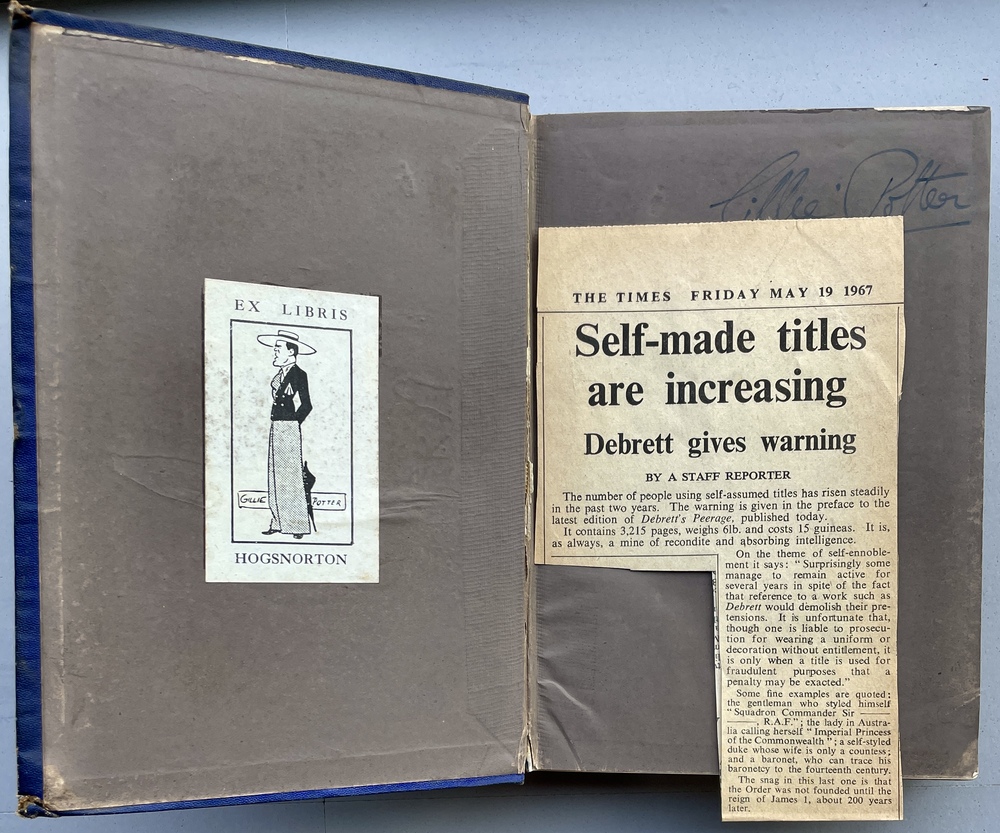 EX LIBRIS
GILLIE POTTER
HOGSNORTON
Gillie Potter
THE TIMES FRIDAY MAY 19 1967
Self-made titles
are increasing
Debrett gives warning
BY A STAFF REPORTER
The number of people using self-assumed titles has risen steadily
in the past two years. The warning is given in the preface to the
latest edition of Debrett's Peerage, published today.
It contains 3,215 pages, weighs 6lb. and costs 15 guineas. It is,
as always, a mine of recondite and absorbing intelligence.
On the theme of self-ennoble-
ment it says: “Surprisingly some
manage to remain active for
several years in spite of the fact
that reference to a work such as
Debrett would demolish their pre-
tensions. It is unfortunate that,
though one is liable to prosecu-
tion for wearing a uniform or
decoration without entitlement, it
is only when a title is used for
fraudulent purposes that a
penalty may be exacted.”
Some fine examples are quoted:
the gentleman who styled himself
“Squadron Commander Sir ———
———, R.A.F.”; the lady in Austra-
lia calling herself “Imperial Princess
of the Commonwealth”; a self-styled
duke whose wife is only a countess;
and a baronet, who can trace his
baronetcy to the fourteenth century.
The snag in this last one is that
the Order was not founded until the
reign of James 1, about 200 years
later.